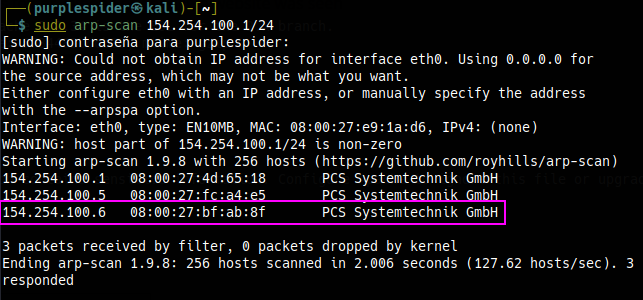 ┌──(purplespider㉿kali)-[~]
└─$ sudo arp-scan 154.254.100.1/24
[sudo] contraseña para purplespider:
WARNING: Could not obtain IP address for interface eth0. Using 0.0.0.0 for
the source address, which may not be what you want.
Either configure eth0 with an IP address, or manually specify the address
with the --arpspa option.
Interface: eth0, type: EN10MB, MAC: 08:00:27:e9:1a:d6, IPv4: (none)
WARNING: host part of 154.254.100.1/24 is non-zero
Starting arp-scan 1.9.8 with 256 hosts (https://github.com/royhills/arp-scan)
154.254.100.1 08:00:27:4d:65:18 PCS Systemtechnik GmbH
154.254.100.5 08:00:27:fc:a4:e5 PCS Systemtechnik GmbH
154.254.100.6 08:00:27:bf:ab:8f PCS Systemtechnik GmbH
3 packets received by filter, 0 packets dropped by kernel
Ending arp-scan 1.9.8: 256 hosts scanned in 2.006 seconds (127.62 hosts/sec). 3
responded